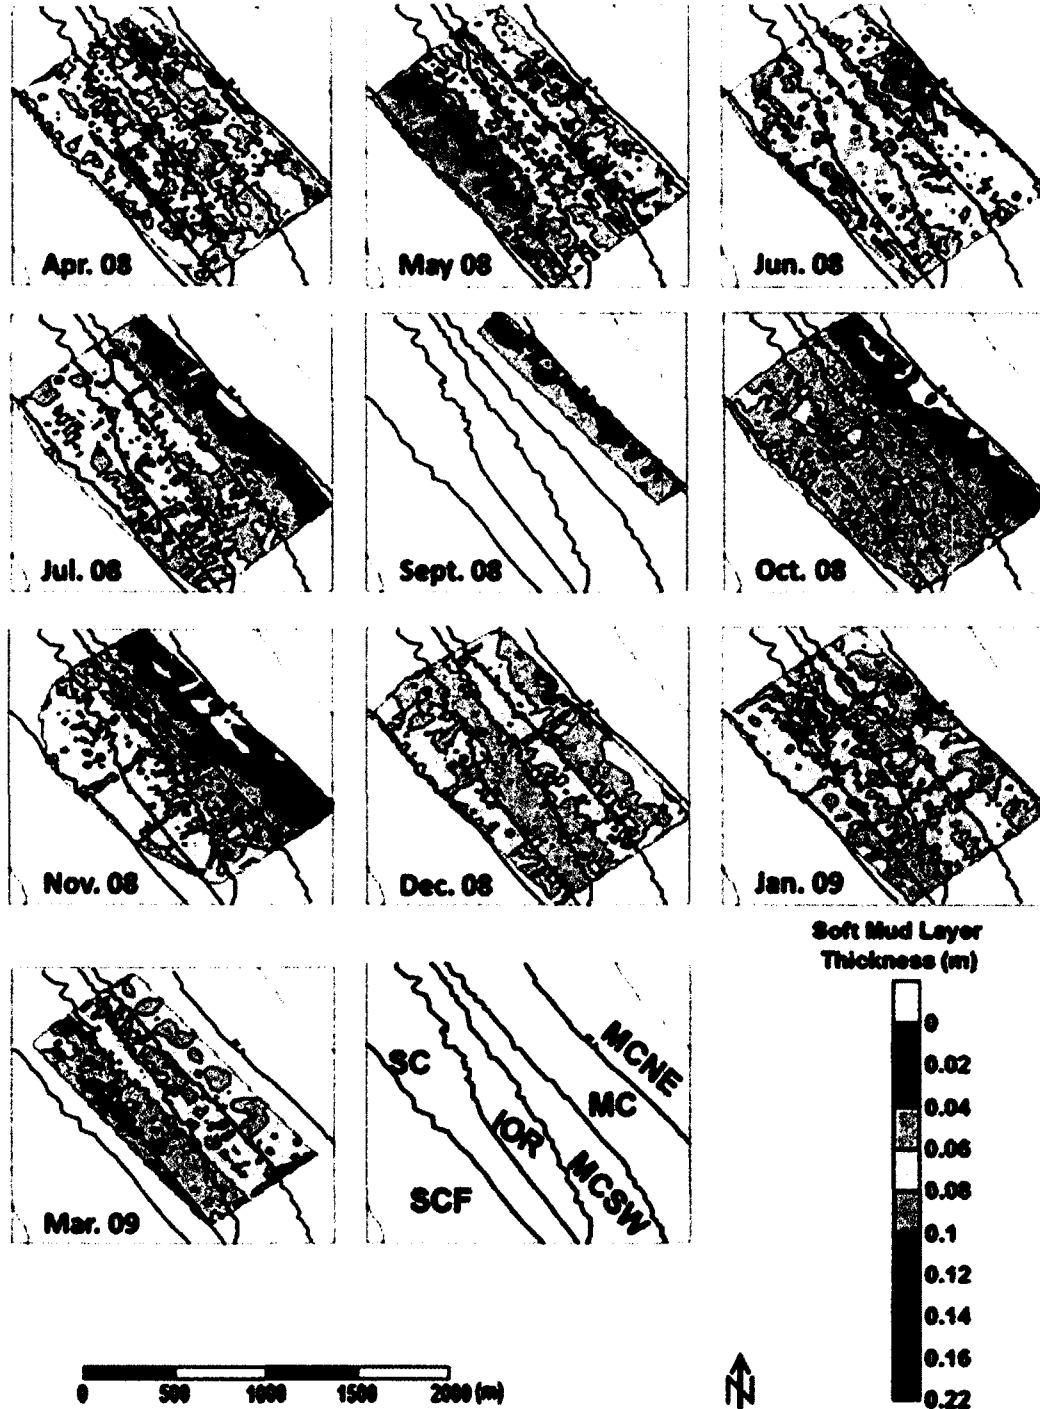 Apr. 08
May 08
Jun. 08
Jul. 08
Sept. 08
Oct. 08
Nov. 08
Dec. 08
Jan. 09
Soft Mud Layer
Thickness (m)
0
0.02
0.04
0.06
0.08
0.1
0.12
0.14
0.16
0.22
Mar. 09
SC
MCNE
MC
IOR
MCSW
SCF
0 500 1000 1500 2000 (m)
N